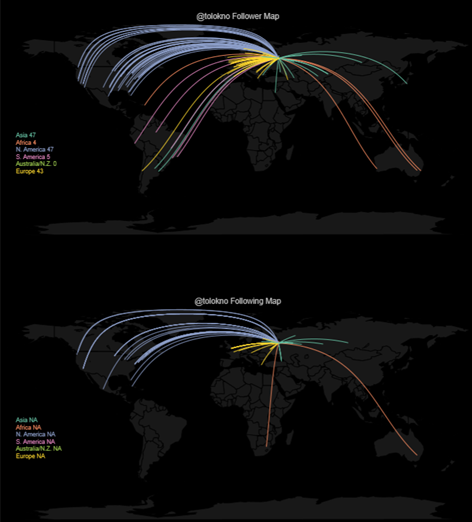 @tolokno Follower Map
Asia 47
Africa 4
N. America 47
S. America 5
Australia/N.Z. 0
Europe 43
@tolokno Following Map
Asia NA
Africa NA
N. America NA
S. America NA
Australia/N.Z. NA
Europe NA